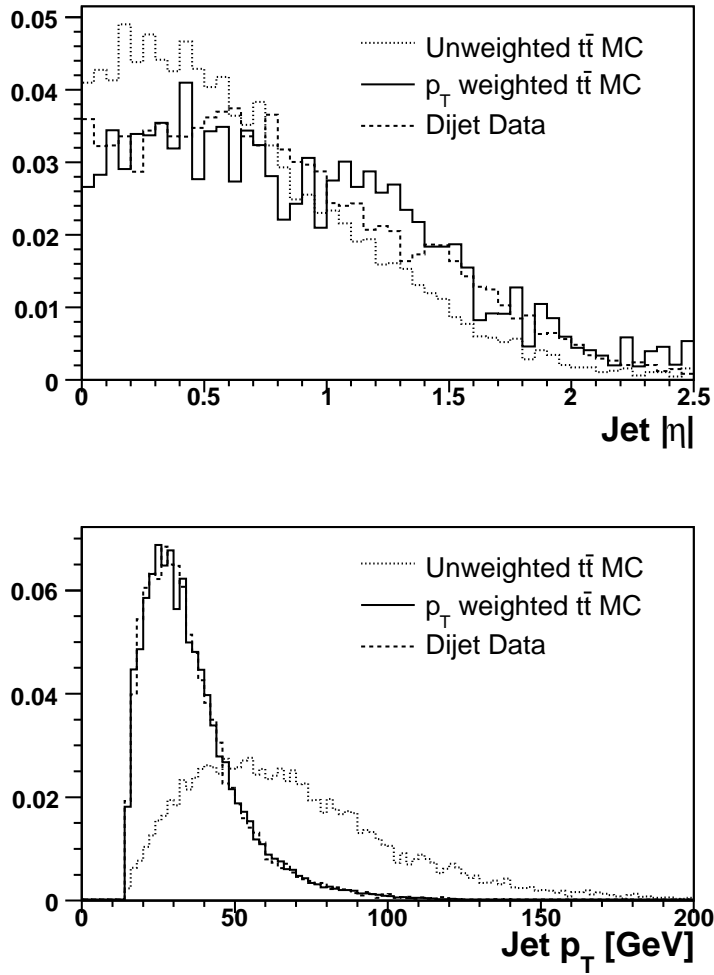 0.05
0.04
0.03
0.02
0.01
0
Unweighted tt̄ MC
p_T weighted tt̄ MC
Dijet Data
0 0.5 1 1.5 2 2.5
Jet |η|
0.06
0.04
0.02
0
Unweighted tt̄ MC
p_T weighted tt̄ MC
Dijet Data
0 50 100 150 200
Jet p_T [GeV]